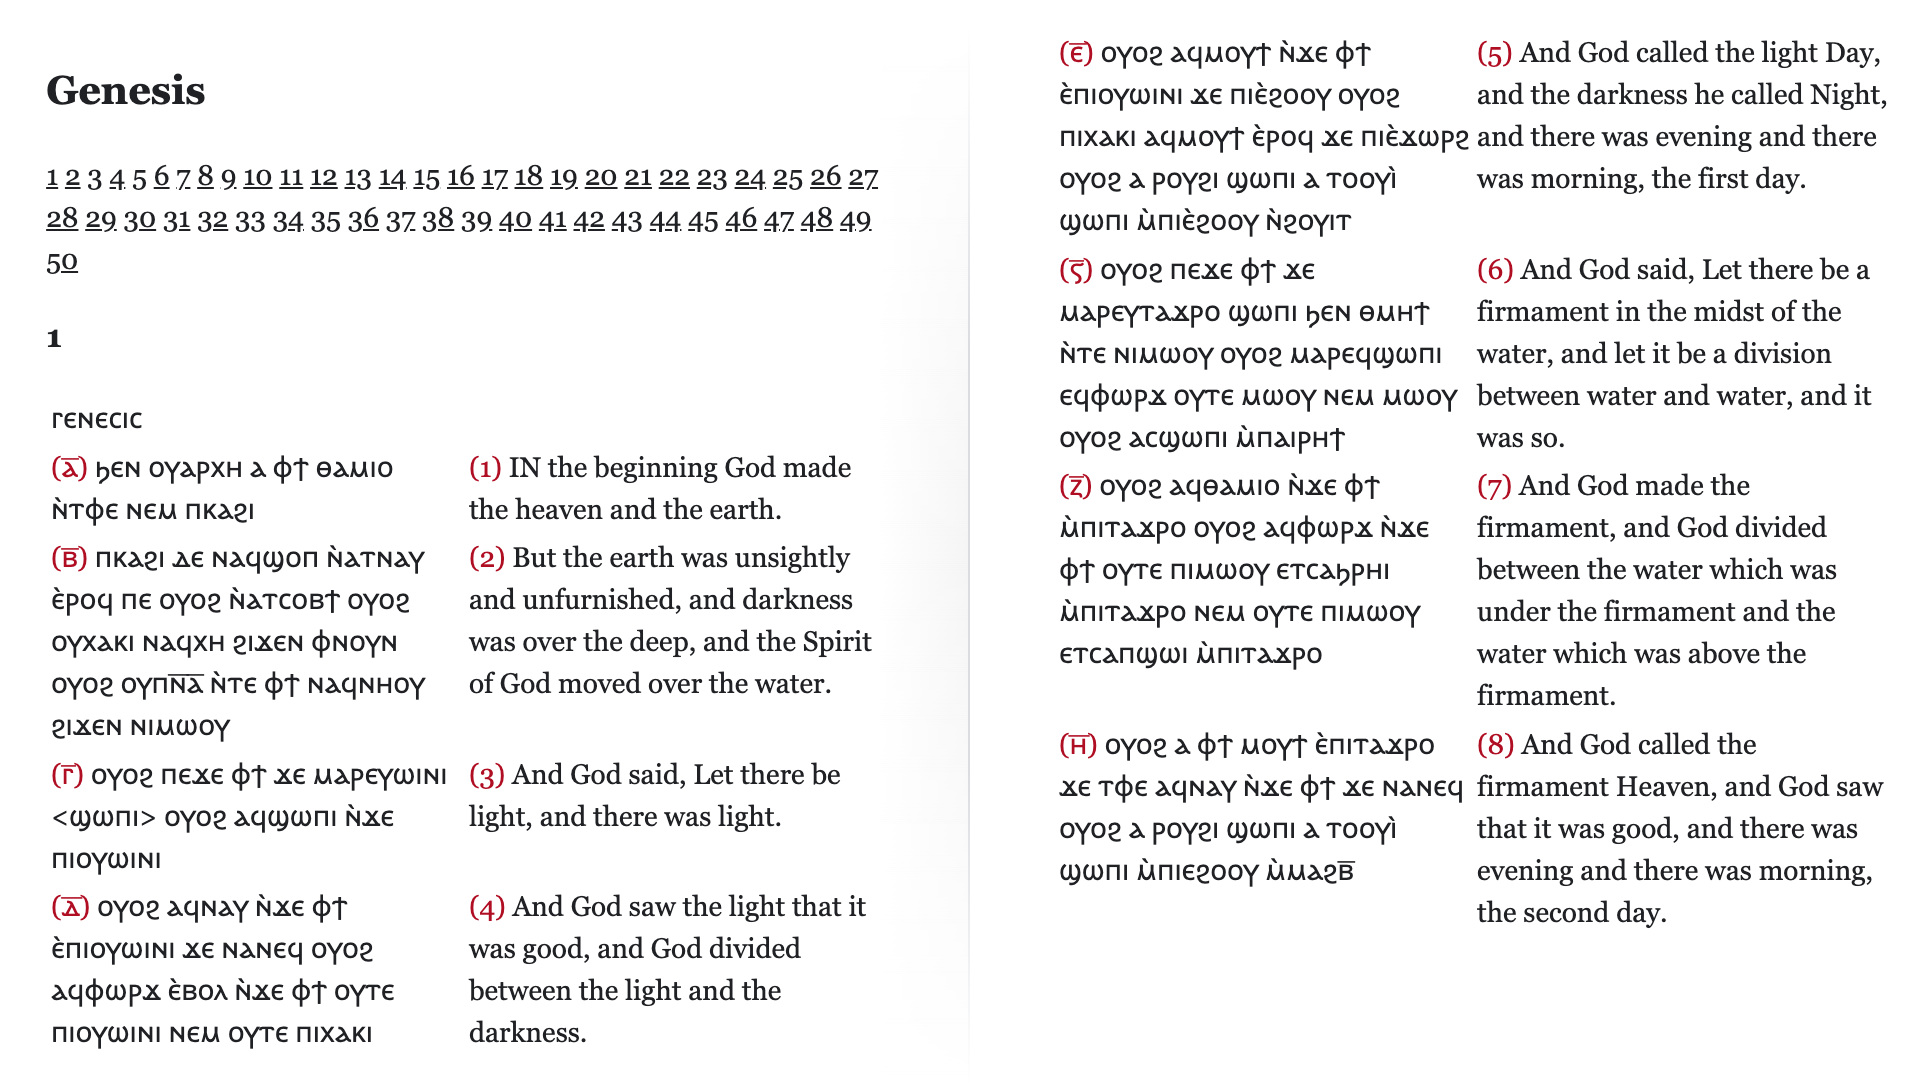 Genesis
1 2 3 4 5 6 7 8 9 10 11 12 13 14 15 16 17 18 19 20 21 22 23 24 25 26 27
28 29 30 31 32 33 34 35 36 37 38 39 40 41 42 43 44 45 46 47 48 49
50
1
ⲅⲉⲛⲉⲥⲓⲥ
(ⲁ̅) ϧⲉⲛ ⲟⲩⲁⲣⲭⲏ ⲁ ⲫϯ ⲑⲁⲙⲓⲟ
ⲛ̀ⲧⲫⲉ ⲛⲉⲙ ⲡⲕⲁϩⲓ
(1) IN the beginning God made
the heaven and the earth.
(ⲃ̅) ⲡⲕⲁϩⲓ ⲇⲉ ⲛⲁϥϣⲟⲡ ⲛ̀ⲁⲧⲛⲁⲩ
ⲉ̀ⲣⲟϥ ⲡⲉ ⲟⲩⲟϩ ⲛ̀ⲁⲧⲥⲟⲃϯ ⲟⲩⲟϩ
ⲟⲩⲭⲁⲕⲓ ⲛⲁϥⲭⲏ ϩⲓϫⲉⲛ ⲫⲛⲟⲩⲛ
ⲟⲩⲟϩ ⲟⲩⲡⲛ̅ⲁ̅ ⲛ̀ⲧⲉ ⲫϯ ⲛⲁϥⲛⲏⲟⲩ
ϩⲓϫⲉⲛ ⲛⲓⲙⲱⲟⲩ
(2) But the earth was unsightly
and unfurnished, and darkness
was over the deep, and the Spirit
of God moved over the water.
(ⲅ̅) ⲟⲩⲟϩ ⲡⲉϫⲉ ⲫϯ ϫⲉ ⲙⲁⲣⲉⲩⲱⲓⲛⲓ
<ϣⲱⲡⲓ> ⲟⲩⲟϩ ⲁϥϣⲱⲡⲓ ⲛ̀ϫⲉ
ⲡⲓⲟⲩⲱⲓⲛⲓ
(3) And God said, Let there be
light, and there was light.
(ⲇ̅) ⲟⲩⲟϩ ⲁϥⲛⲁⲩ ⲛ̀ϫⲉ ⲫϯ
ⲉ̀ⲡⲓⲟⲩⲱⲓⲛⲓ ϫⲉ ⲛⲁⲛⲉϥ ⲟⲩⲟϩ
ⲁϥⲫⲱⲣϫ ⲉ̀ⲃⲟⲗ ⲛ̀ϫⲉ ⲫϯ ⲟⲩⲧⲉ
ⲡⲓⲟⲩⲱⲓⲛⲓ ⲛⲉⲙ ⲟⲩⲧⲉ ⲡⲓⲭⲁⲕⲓ
(4) And God saw the light that it
was good, and God divided
between the light and the
darkness.
(ⲉ̅) ⲟⲩⲟϩ ⲁϥⲙⲟⲩϯ ⲛ̀ϫⲉ ⲫϯ
ⲉ̀ⲡⲓⲟⲩⲱⲓⲛⲓ ϫⲉ ⲡⲓⲉ̀ϩⲟⲟⲩ ⲟⲩⲟϩ
ⲡⲓⲭⲁⲕⲓ ⲁϥⲙⲟⲩϯ ⲉ̀ⲣⲟϥ ϫⲉ ⲡⲓⲉ̀ϫⲱⲣϩ
ⲟⲩⲟϩ ⲁ ⲣⲟⲩϩⲓ ϣⲱⲡⲓ ⲁ ⲧⲟⲟⲩⲓ̀
ϣⲱⲡⲓ ⲙ̀ⲡⲓⲉ̀ϩⲟⲟⲩ ⲛ̀ϩⲟⲩⲓⲧ
(5) And God called the light Day,
and the darkness he called Night,
and there was evening and there
was morning, the first day.
(ⲋ̅) ⲟⲩⲟϩ ⲡⲉϫⲉ ⲫϯ ϫⲉ
ⲙⲁⲣⲉⲩⲧⲁϫⲣⲟ ϣⲱⲡⲓ ϧⲉⲛ ⲑⲙⲏϯ
ⲛ̀ⲧⲉ ⲛⲓⲙⲱⲟⲩ ⲟⲩⲟϩ ⲙⲁⲣⲉϥϣⲱⲡⲓ
ⲉϥⲫⲱⲣϫ ⲟⲩⲧⲉ ⲙⲱⲟⲩ ⲛⲉⲙ ⲙⲱⲟⲩ
ⲟⲩⲟϩ ⲁⲥϣⲱⲡⲓ ⲙ̀ⲡⲁⲓⲣⲏϯ
(6) And God said, Let there be a
firmament in the midst of the
water, and let it be a division
between water and water, and it
was so.
(ⲍ̅) ⲟⲩⲟϩ ⲁϥⲑⲁⲙⲓⲟ ⲛ̀ϫⲉ ⲫϯ
ⲙ̀ⲡⲓⲧⲁϫⲣⲟ ⲟⲩⲟϩ ⲁϥⲫⲱⲣϫ ⲛ̀ϫⲉ
ⲫϯ ⲟⲩⲧⲉ ⲡⲓⲙⲱⲟⲩ ⲉⲧⲥⲁϧⲣⲏⲓ
ⲙ̀ⲡⲓⲧⲁϫⲣⲟ ⲛⲉⲙ ⲟⲩⲧⲉ ⲡⲓⲙⲱⲟⲩ
ⲉⲧⲥⲁⲡϣⲱⲓ ⲙ̀ⲡⲓⲧⲁϫⲣⲟ
(7) And God made the
firmament, and God divided
between the water which was
under the firmament and the
water which was above the
firmament.
(ⲏ̅) ⲟⲩⲟϩ ⲁ ⲫϯ ⲙⲟⲩϯ ⲉ̀ⲡⲓⲧⲁϫⲣⲟ
ϫⲉ ⲧⲫⲉ ⲁϥⲛⲁⲩ ⲛ̀ϫⲉ ⲫϯ ϫⲉ ⲛⲁⲛⲉϥ
ⲟⲩⲟϩ ⲁ ⲣⲟⲩϩⲓ ϣⲱⲡⲓ ⲁ ⲧⲟⲟⲩⲓ̀
ϣⲱⲡⲓ ⲙ̀ⲡⲓⲉϩⲟⲟⲩ ⲙ̀ⲙⲁϩⲃ̅
(8) And God called the
firmament Heaven, and God saw
that it was good, and there was
evening and there was morning,
the second day.